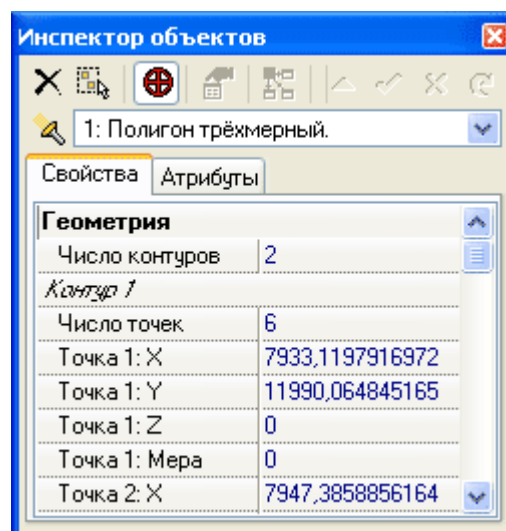 Инспектор объектов
1: Полигон трёхмерный.
Свойства Атрибуты
Геометрия
Число контуров 2
Контур 1
Число точек 6
Точка 1: X 7933,1197916972
Точка 1: Y 11990,064845165
Точка 1: Z 0
Точка 1: Мера 0
Точка 2: X 7947,3858856164